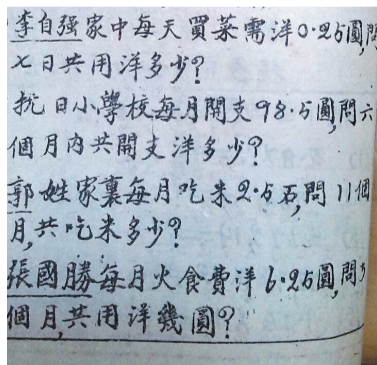 李自强家中每天買菜需洋0·25圓,問
七日共用洋多少?
抗日小學校每月開支98·5圓,問六
個月內共開支洋多少?
郭姓家裏每月吃米2·5石,問11個
月,共吃米多少?
張國勝每月火食費洋6·25圓,問3
個月,共用洋幾圓?